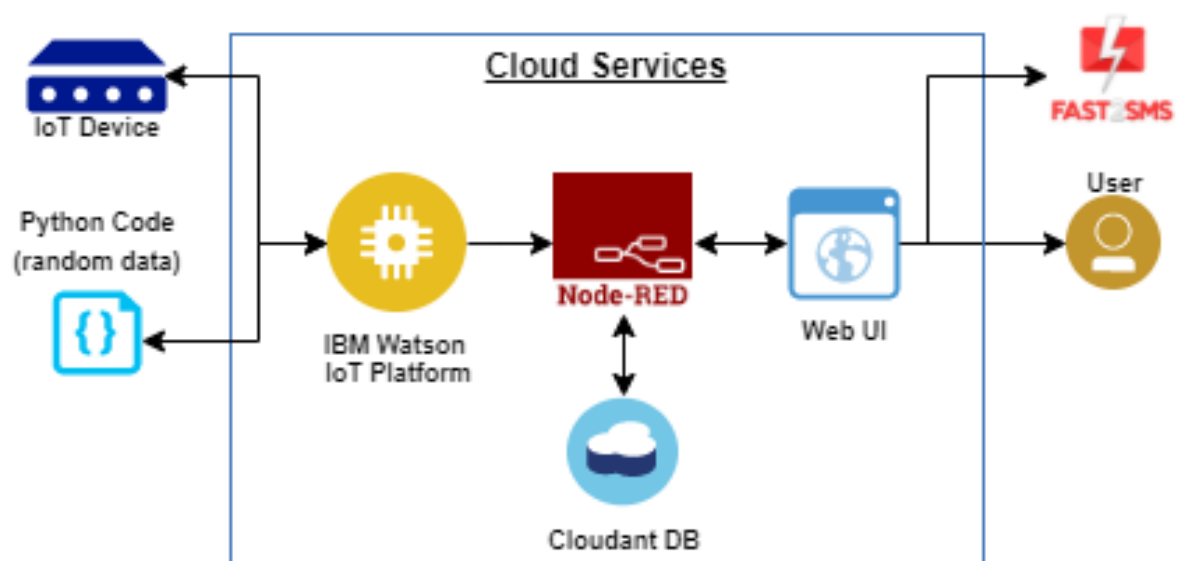 Cloud Services
IoT Device
FAST2SMS
User
Python Code
(random data)
Node-RED
Web UI
IBM Watson
IoT Platform
Cloudant DB